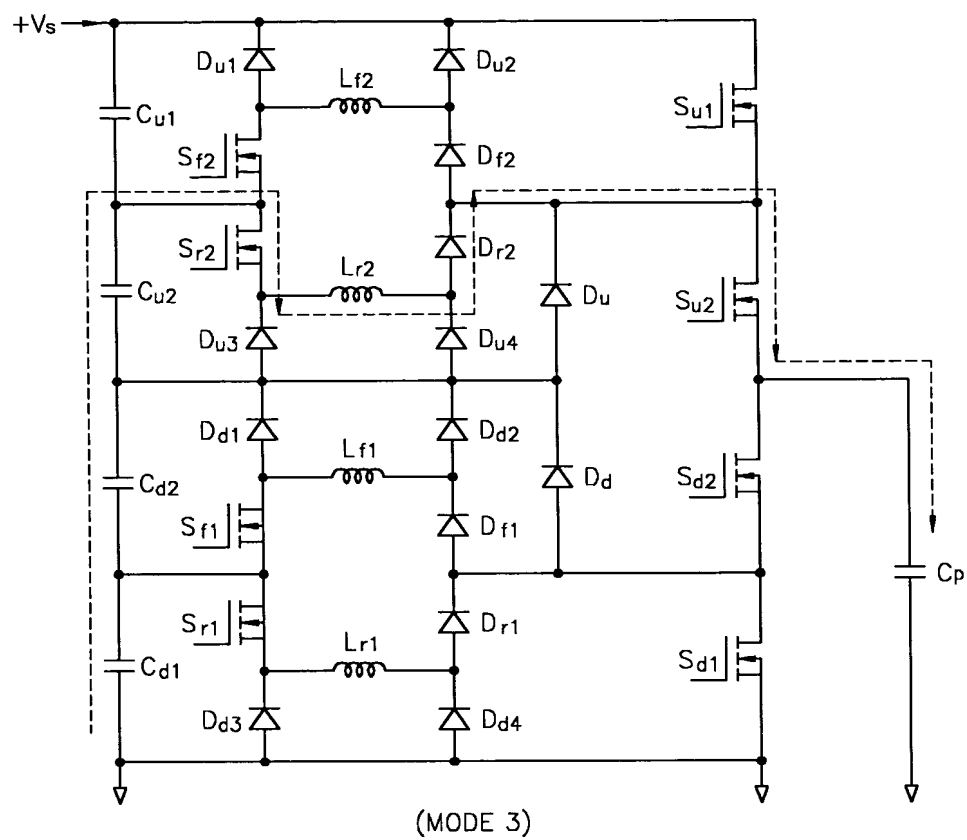 +Vs
Du1
Lf2
Du2
Su1
Cu1
Sf2
Df2
Sr2
Dr2
Lr2
Cu2
Du
Su2
Du3
Du4
Dd1
Lf1
Dd2
Cd2
Dd
Sd2
Sf1
Df1
Cp
Sr1
Dr1
Lr1
Cd1
Sd1
Dd3
Dd4
(MODE 3)